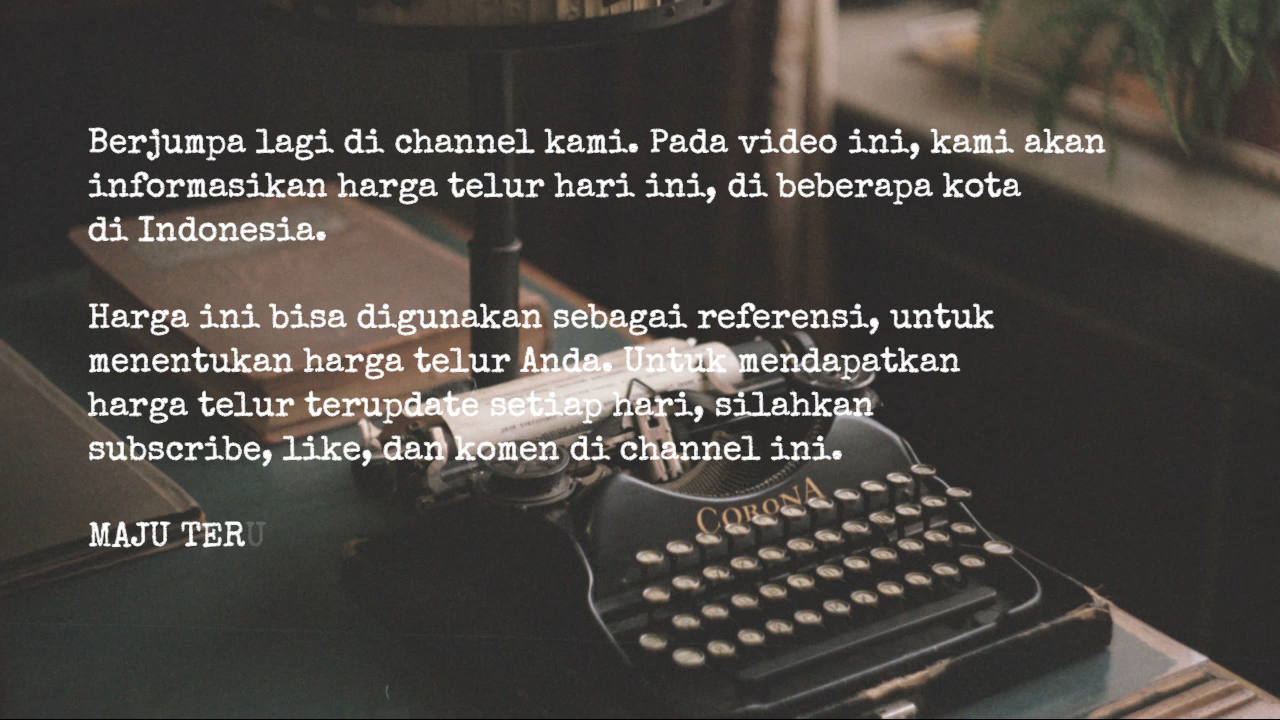 Berjumpa lagi di channel kami. Pada video ini, kami akan
informasikan harga telur hari ini, di beberapa kota
di Indonesia.
Harga ini bisa digunakan sebagai referensi, untuk
menentukan harga telur Anda. Untuk mendapatkan
harga telur terupdate setiap hari, silahkan
subscribe, like, dan komen di channel ini.
MAJU TERU
CORONA